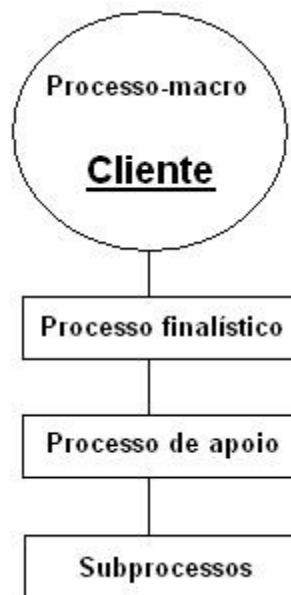 Processo-macro
Cliente
Processo finalístico
Processo de apoio
Subprocessos